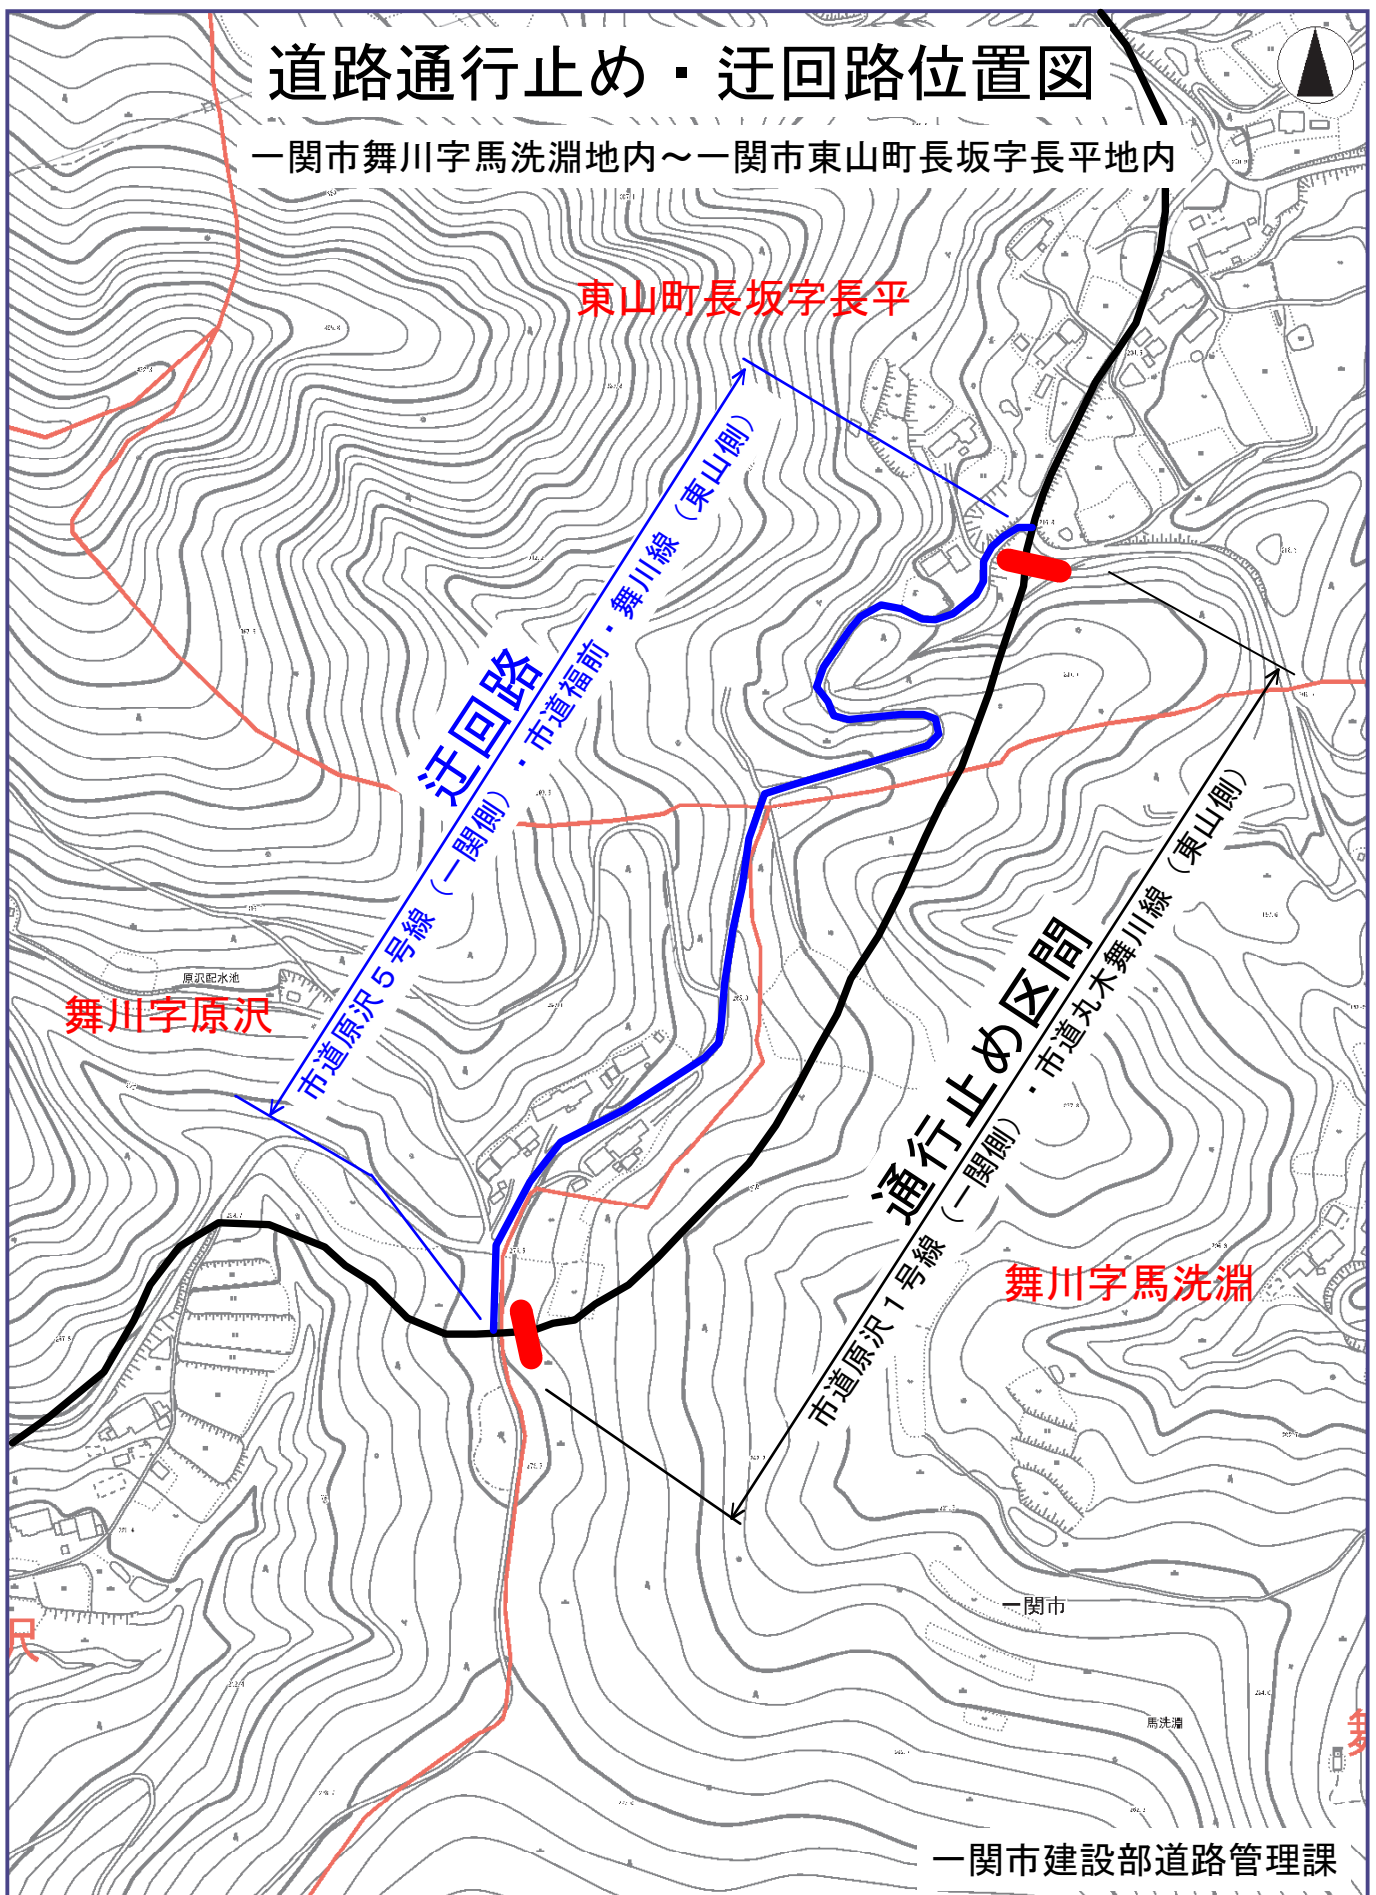 道路通行止め・迂回路位置図
一関市舞川字馬洗淵地内～一関市東山町長坂字長平地内
東山町長坂字長平
迂回路
市道原沢５号線（一関側）・市道福前・舞川線（東山側）
原沢配水池
舞川字原沢
通行止め区間
市道原沢１号線（一関側）・市道丸木舞川線（東山側）
舞川字馬洗淵
一関市
馬洗淵
一関市建設部道路管理課